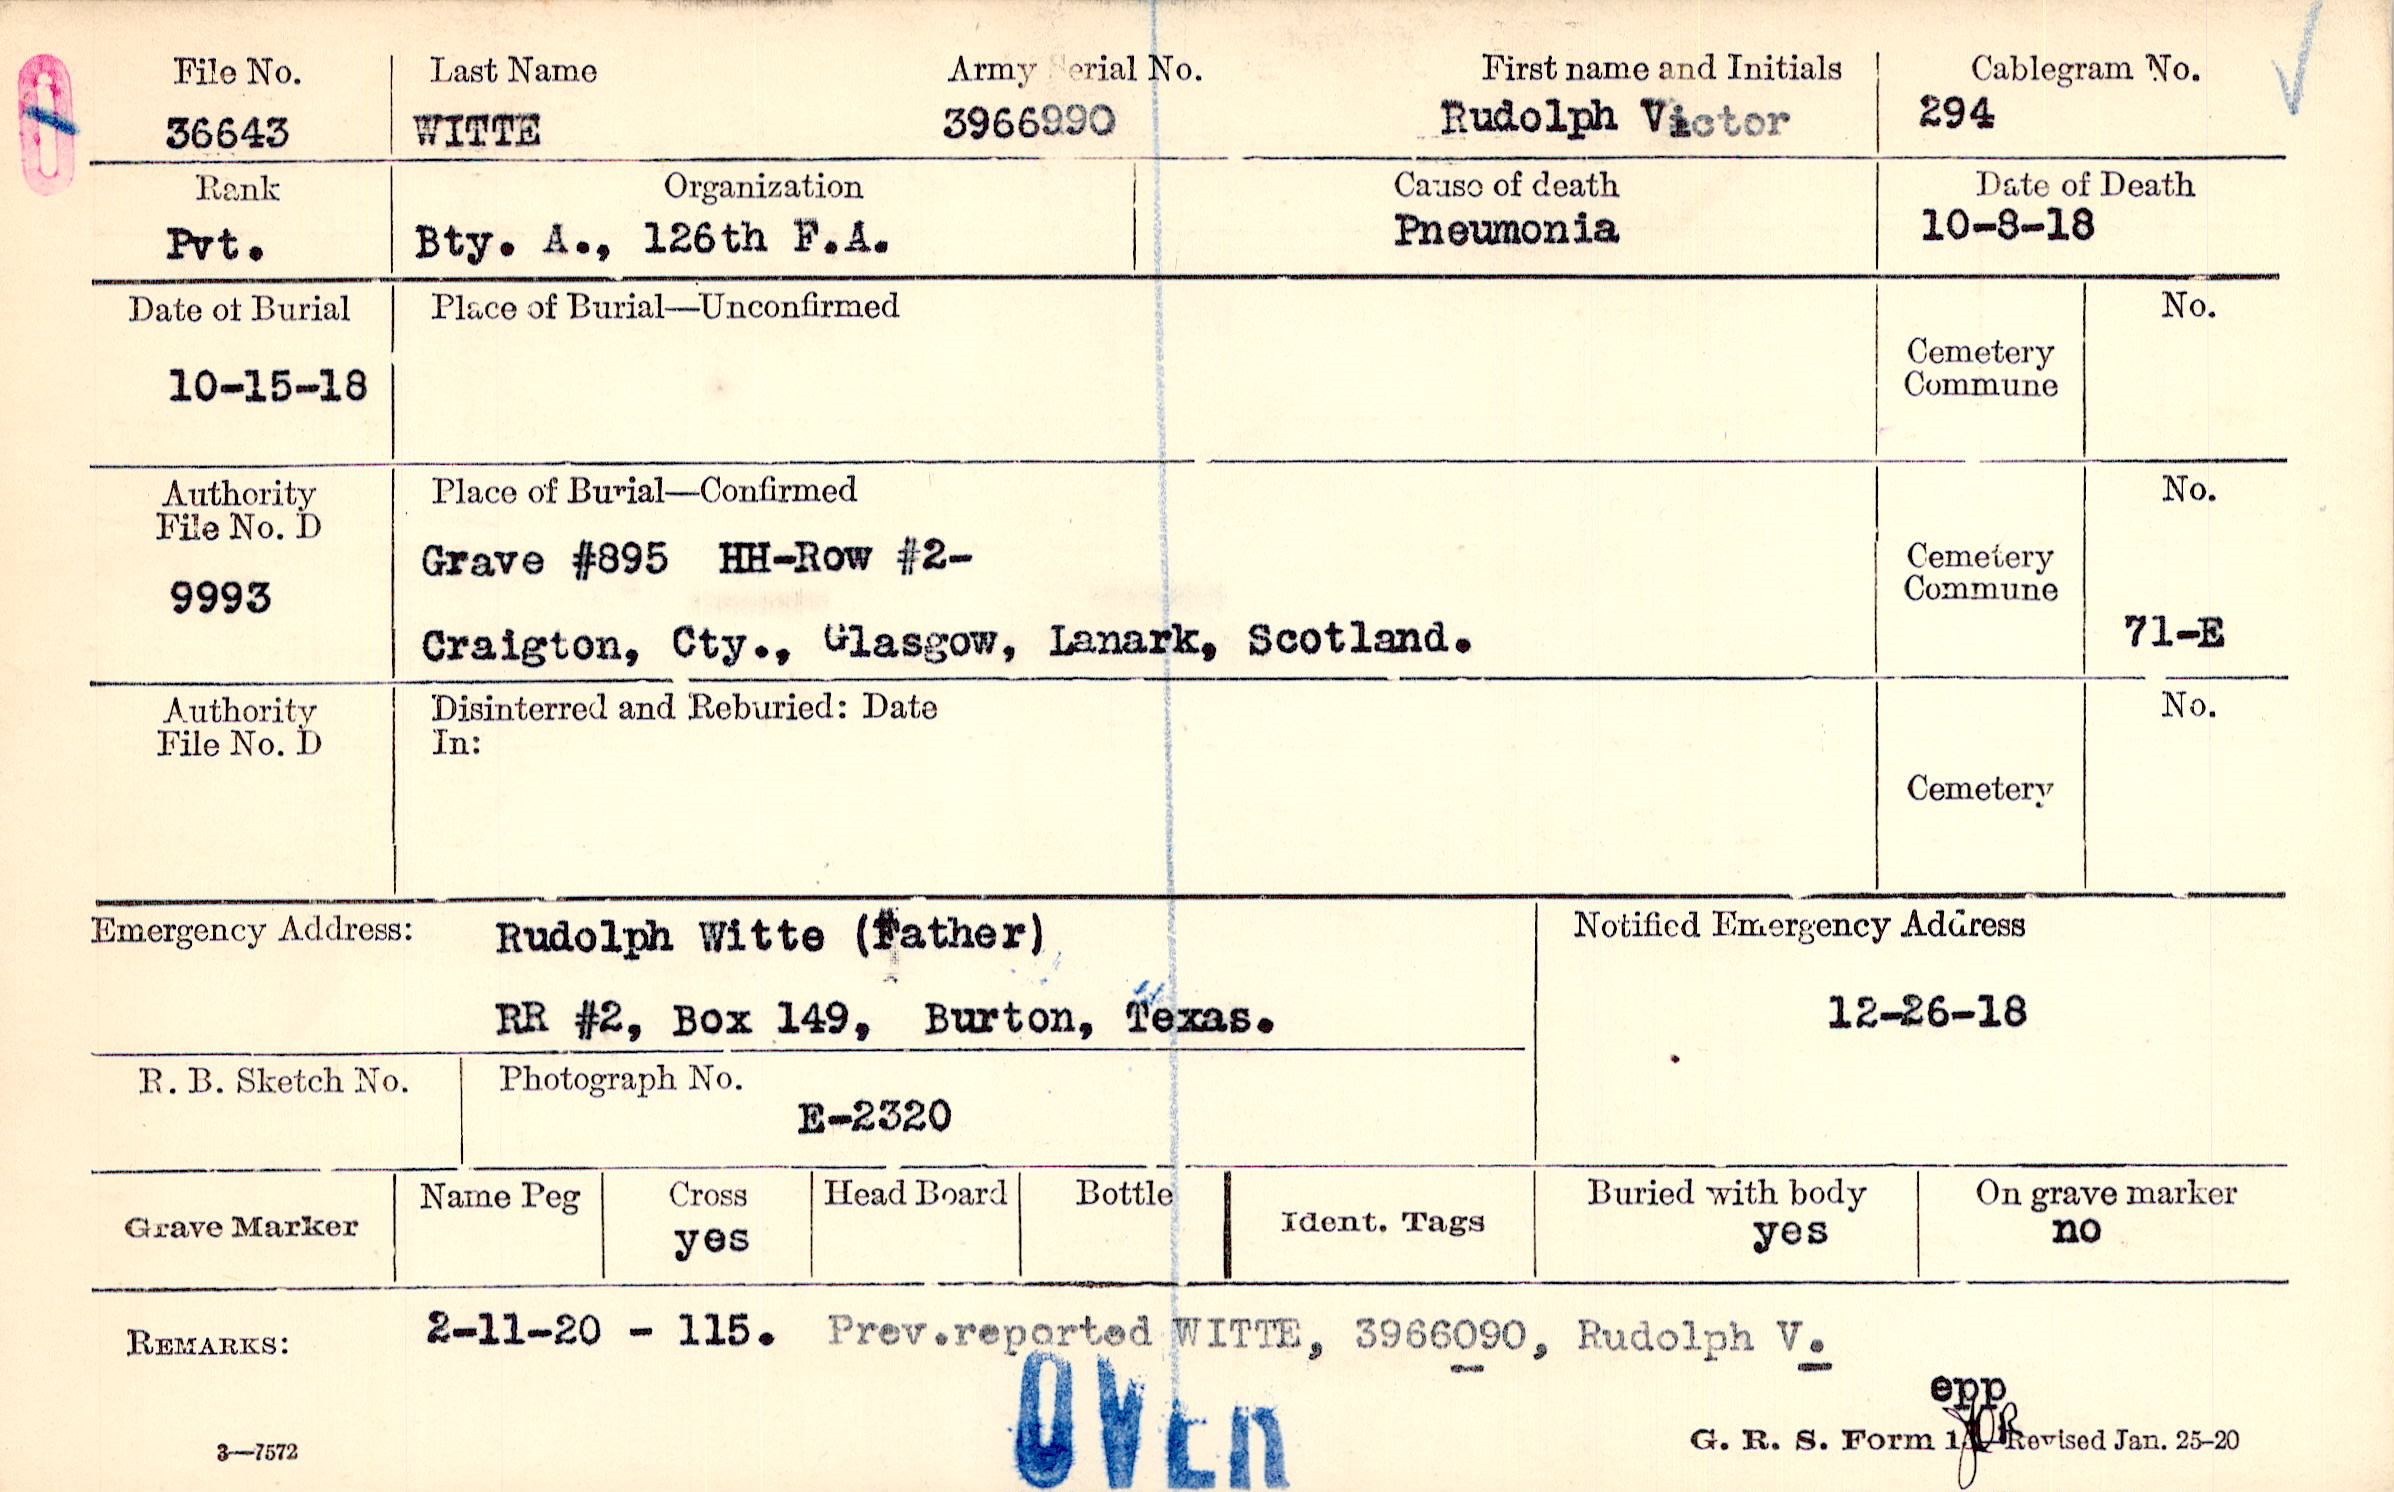 File No. Last Name Army Serial No. First name and Initials Cablegram No.
36643 WITTE 3966990 Rudolph Victor 294
Rank Organization Cause of death Date of Death
Pvt. Bty. A., 126th F.A. Pneumonia 10-8-18
Date of Burial Place of Burial—Unconfirmed No.
Cemetery
Commune
10-15-18
Authority Place of Burial—Confirmed No.
File No. D
Grave #895 HH-Row #2- Cemetery
9993 Commune
Craigton, Cty., Glasgow, Lanark, Scotland. 71-E
Authority Disinterred and Reburied: Date No.
File No. D In:
Cemetery
Emergency Address: Rudolph Witte (Father) Notified Emergency Address
RR #2, Box 149, Burton, Texas. 12-26-18
R. B. Sketch No. Photograph No.
E-2320
Name Peg Cross Head Board Bottle Buried with body On grave marker
Grave Marker yes Ident. Tags yes no
REMARKS: 2-11-20 - 115. Prev.reported WITTE, 3966090, Rudolph V.
OVER
epp
3—7572 G. R. S. Form Revised Jan. 25-20